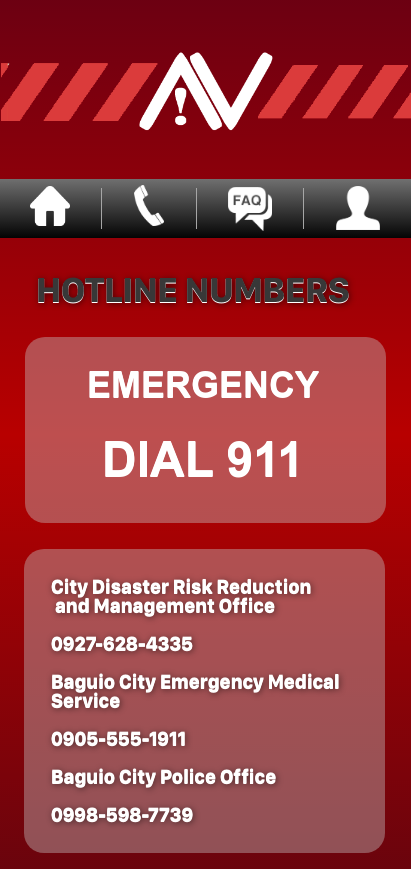 FAQ
HOTLINE NUMBERS
EMERGENCY
DIAL 911
City Disaster Risk Reduction
and Management Office
0927-628-4335
Baguio City Emergency Medical
Service
0905-555-1911
Baguio City Police Office
0998-598-7739